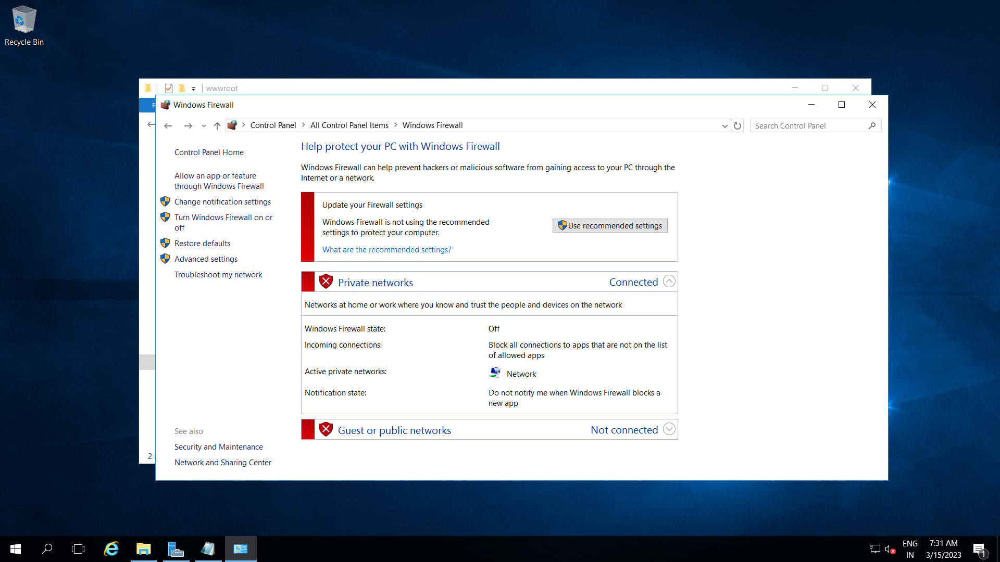 Recycle Bin
wwwroot
F
Windows Firewall
Control Panel
All Control Panel Items
Windows Firewall
Search Control Panel
Control Panel Home
Allow an app or feature
through Windows Firewall
Change notification settings
Turn Windows Firewall on or
off
Restore defaults
Advanced settings
Troubleshoot my network
See also
Security and Maintenance
Network and Sharing Center
2 i
Help protect your PC with Windows Firewall
Windows Firewall can help prevent hackers or malicious software from gaining access to your PC through the
Internet or a network.
Update your Firewall settings
Windows Firewall is not using the recommended
settings to protect your computer.
Use recommended settings
What are the recommended settings?
Private networks
Connected
Networks at home or work where you know and trust the people and devices on the network
Windows Firewall state:
Off
Incoming connections:
Block all connections to apps that are not on the list
of allowed apps
Active private networks:
Network
Notification state:
Do not notify me when Windows Firewall blocks a
new app
Guest or public networks
Not connected
ENG
IN
7:31 AM
3/15/2023
1